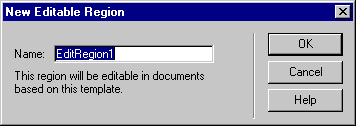 New Editable Region
Name: EditRegion1
This region will be editable in documents
based on this template.
OK
Cancel
Help